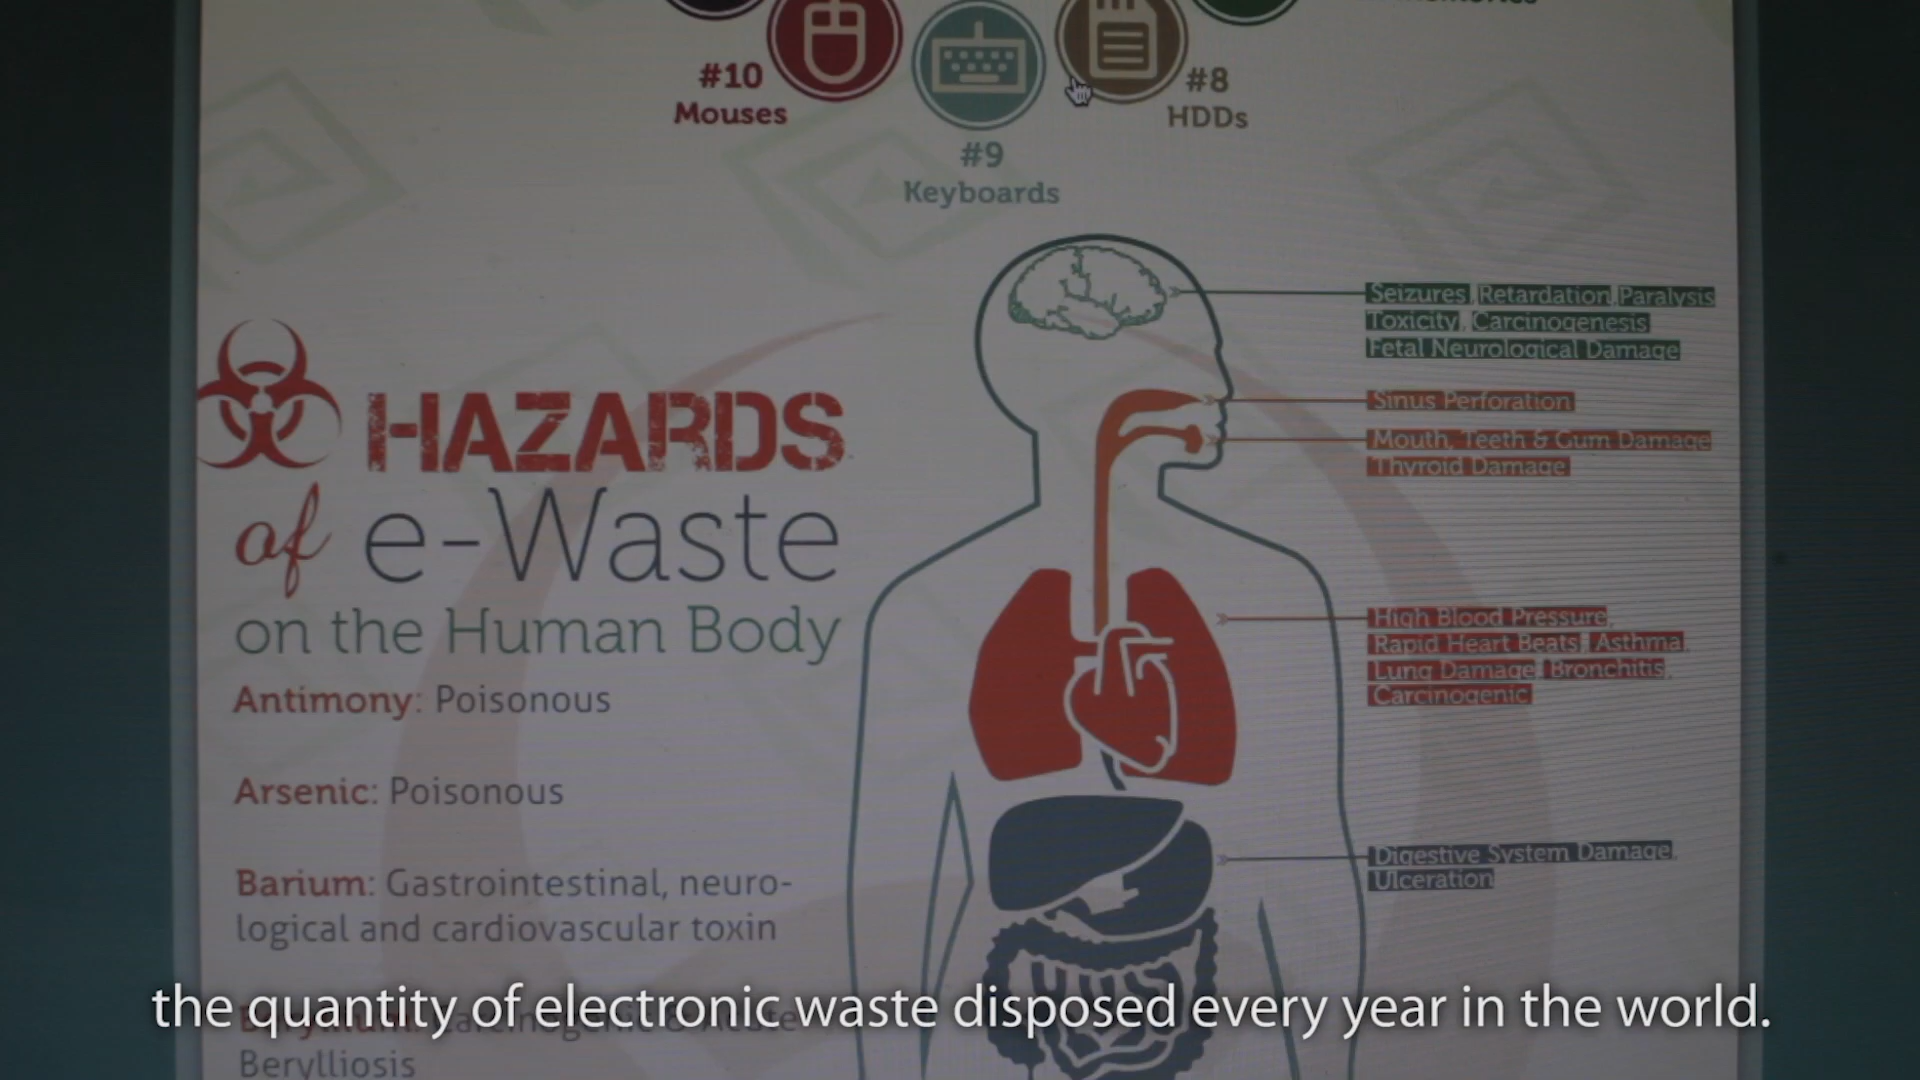 #10
Mouses
#9
Keyboards
#8
HDDs
HAZARDS
of e-Waste
on the Human Body
Antimony: Poisonous
Arsenic: Poisonous
Barium: Gastrointestinal, neuro-
logical and cardiovascular toxin
Berylliosis
Seizures, Retardation, Paralysis
Toxicity, Carcinogenesis
Fetal Neurological Damage
Sinus Perforation
Mouth, Teeth & Gum Damage
Thyroid Damage
High Blood Pressure,
Rapid Heart Beats, Asthma,
Lung Damage, Bronchitis,
Carcinogenic
Digestive System Damage,
Ulceration
the quantity of electronic waste disposed every year in the world.